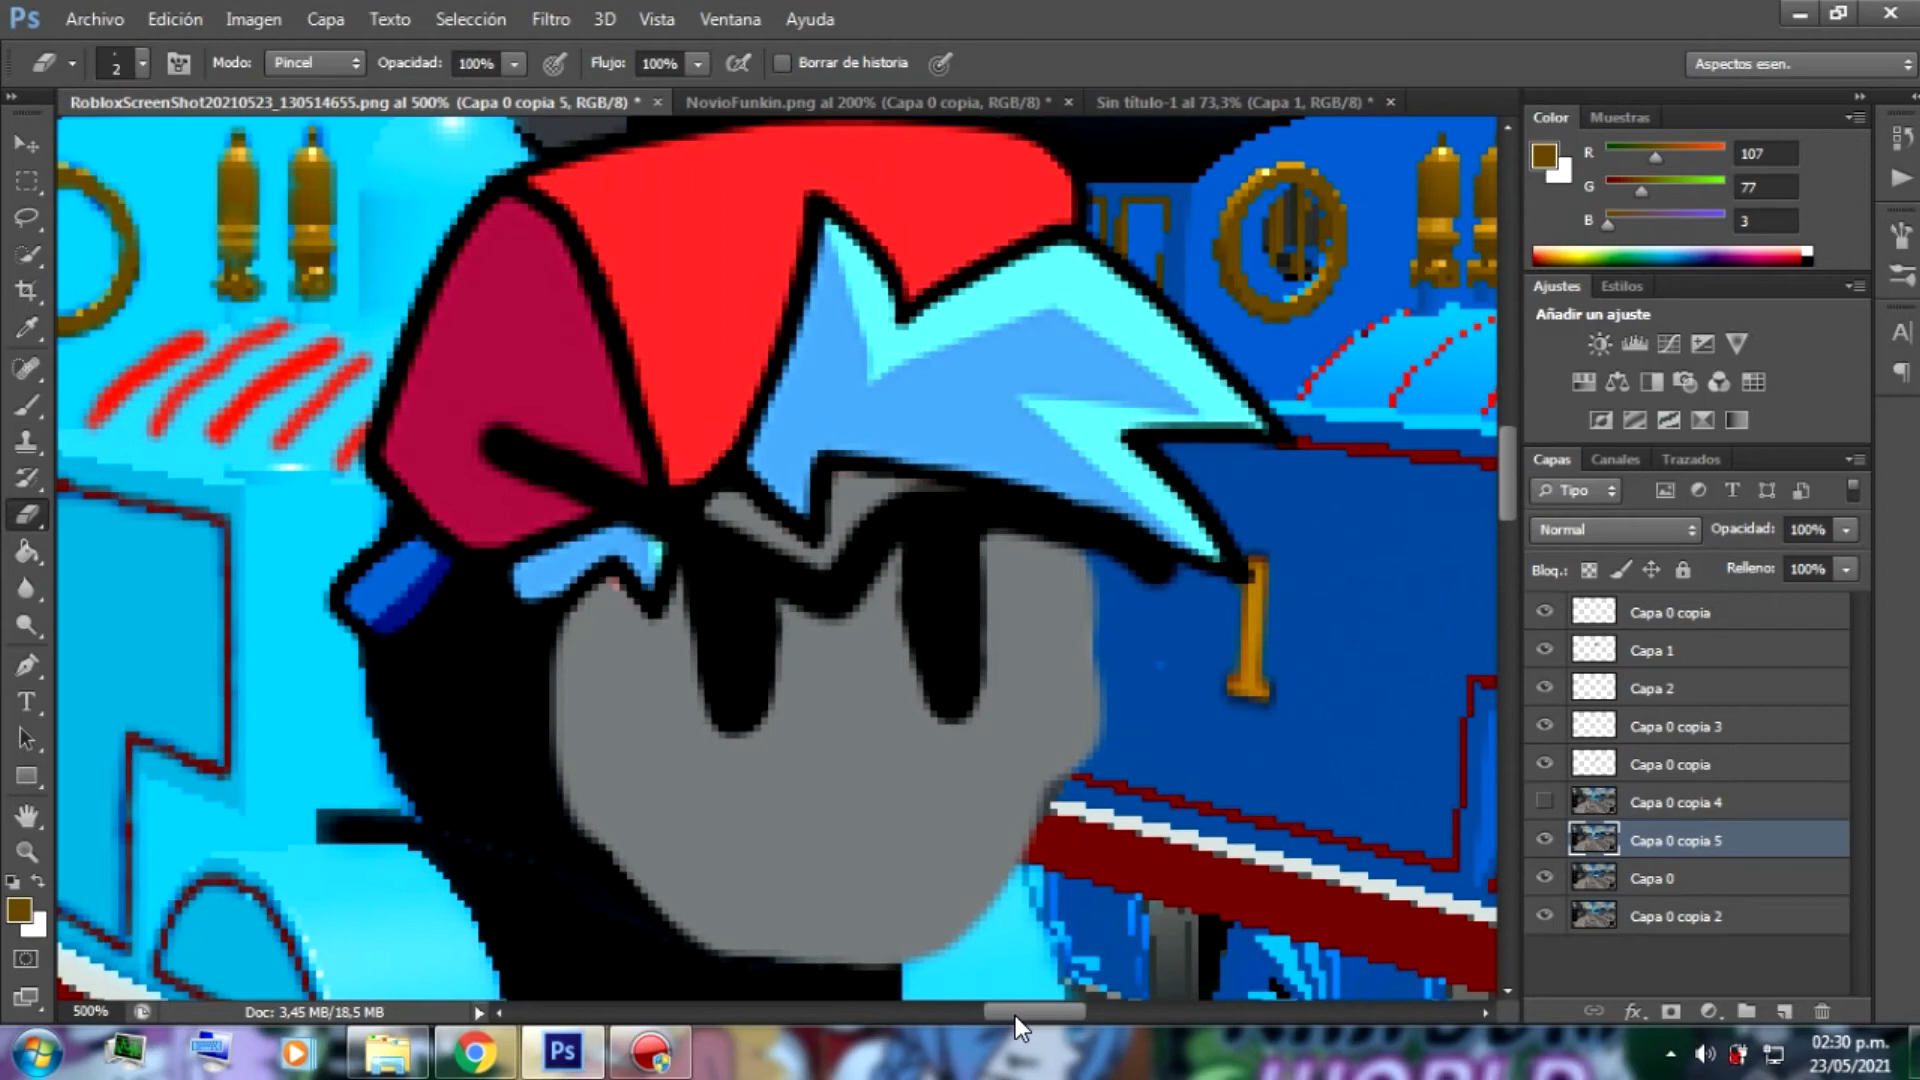 Ps Archivo Edición Imagen Capa Texto Selección Filtro 3D Vista Ventana Ayuda
2 Modo: Pincel Opacidad: 100% Flujo: 100% Borrar de historia Aspectos esen.
RobloxScreenShot20210523_130514655.png al 500% (Capa 0 copia 5, RGB/8) * × NovioFunkin.png al 200% (Capa 0 copia, RGB/8) * × Sin título-1 al 73,3% (Capa 1, RGB/8) * ×
Color Muestras
R 107
G 77
B 3
Ajustes Estilos
Añadir un ajuste
Capas Canales Trazados
Tipo
Normal Opacidad: 100%
Bloq.: Relleno: 100%
Capa 0 copia
Capa 1
Capa 2
Capa 0 copia 3
Capa 0 copia
Capa 0 copia 4
Capa 0 copia 5
Capa 0
Capa 0 copia 2
500% Doc: 3,45 MB/18,5 MB
Ps
WORLD
02:30 p.m.
23/05/2021